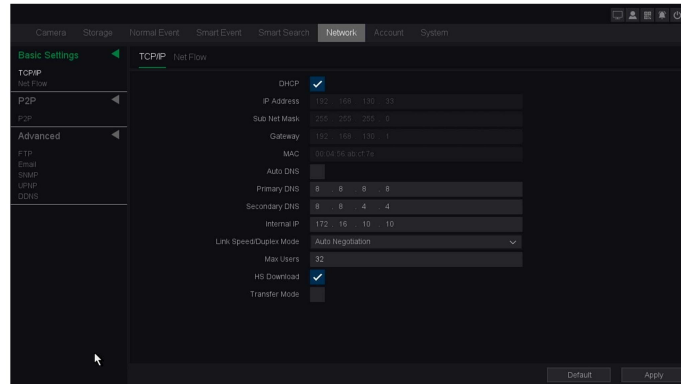 Camera Storage Normal Event Smart Event Smart Search Network Account System
Basic Settings
TCP/IP
Net Flow
P2P
P2P
Advanced
FTP
Email
SNMP
UPNP
DDNS
TCP/IP Net Flow
DHCP
IP Address 192 . 168 . 130 . 33
Sub Net Mask 255 . 255 . 255 . 0
Gateway 192 . 168 . 130 . 1
MAC
Auto DNS
Primary DNS 8 . 8 . 8 . 8
Secondary DNS 8 . 8 . 4 . 4
Internal IP 172 . 16 . 10 . 10
Link Speed/Duplex Mode Auto Negotiation
Max Users 32
HS Download
Transfer Mode
Default Apply